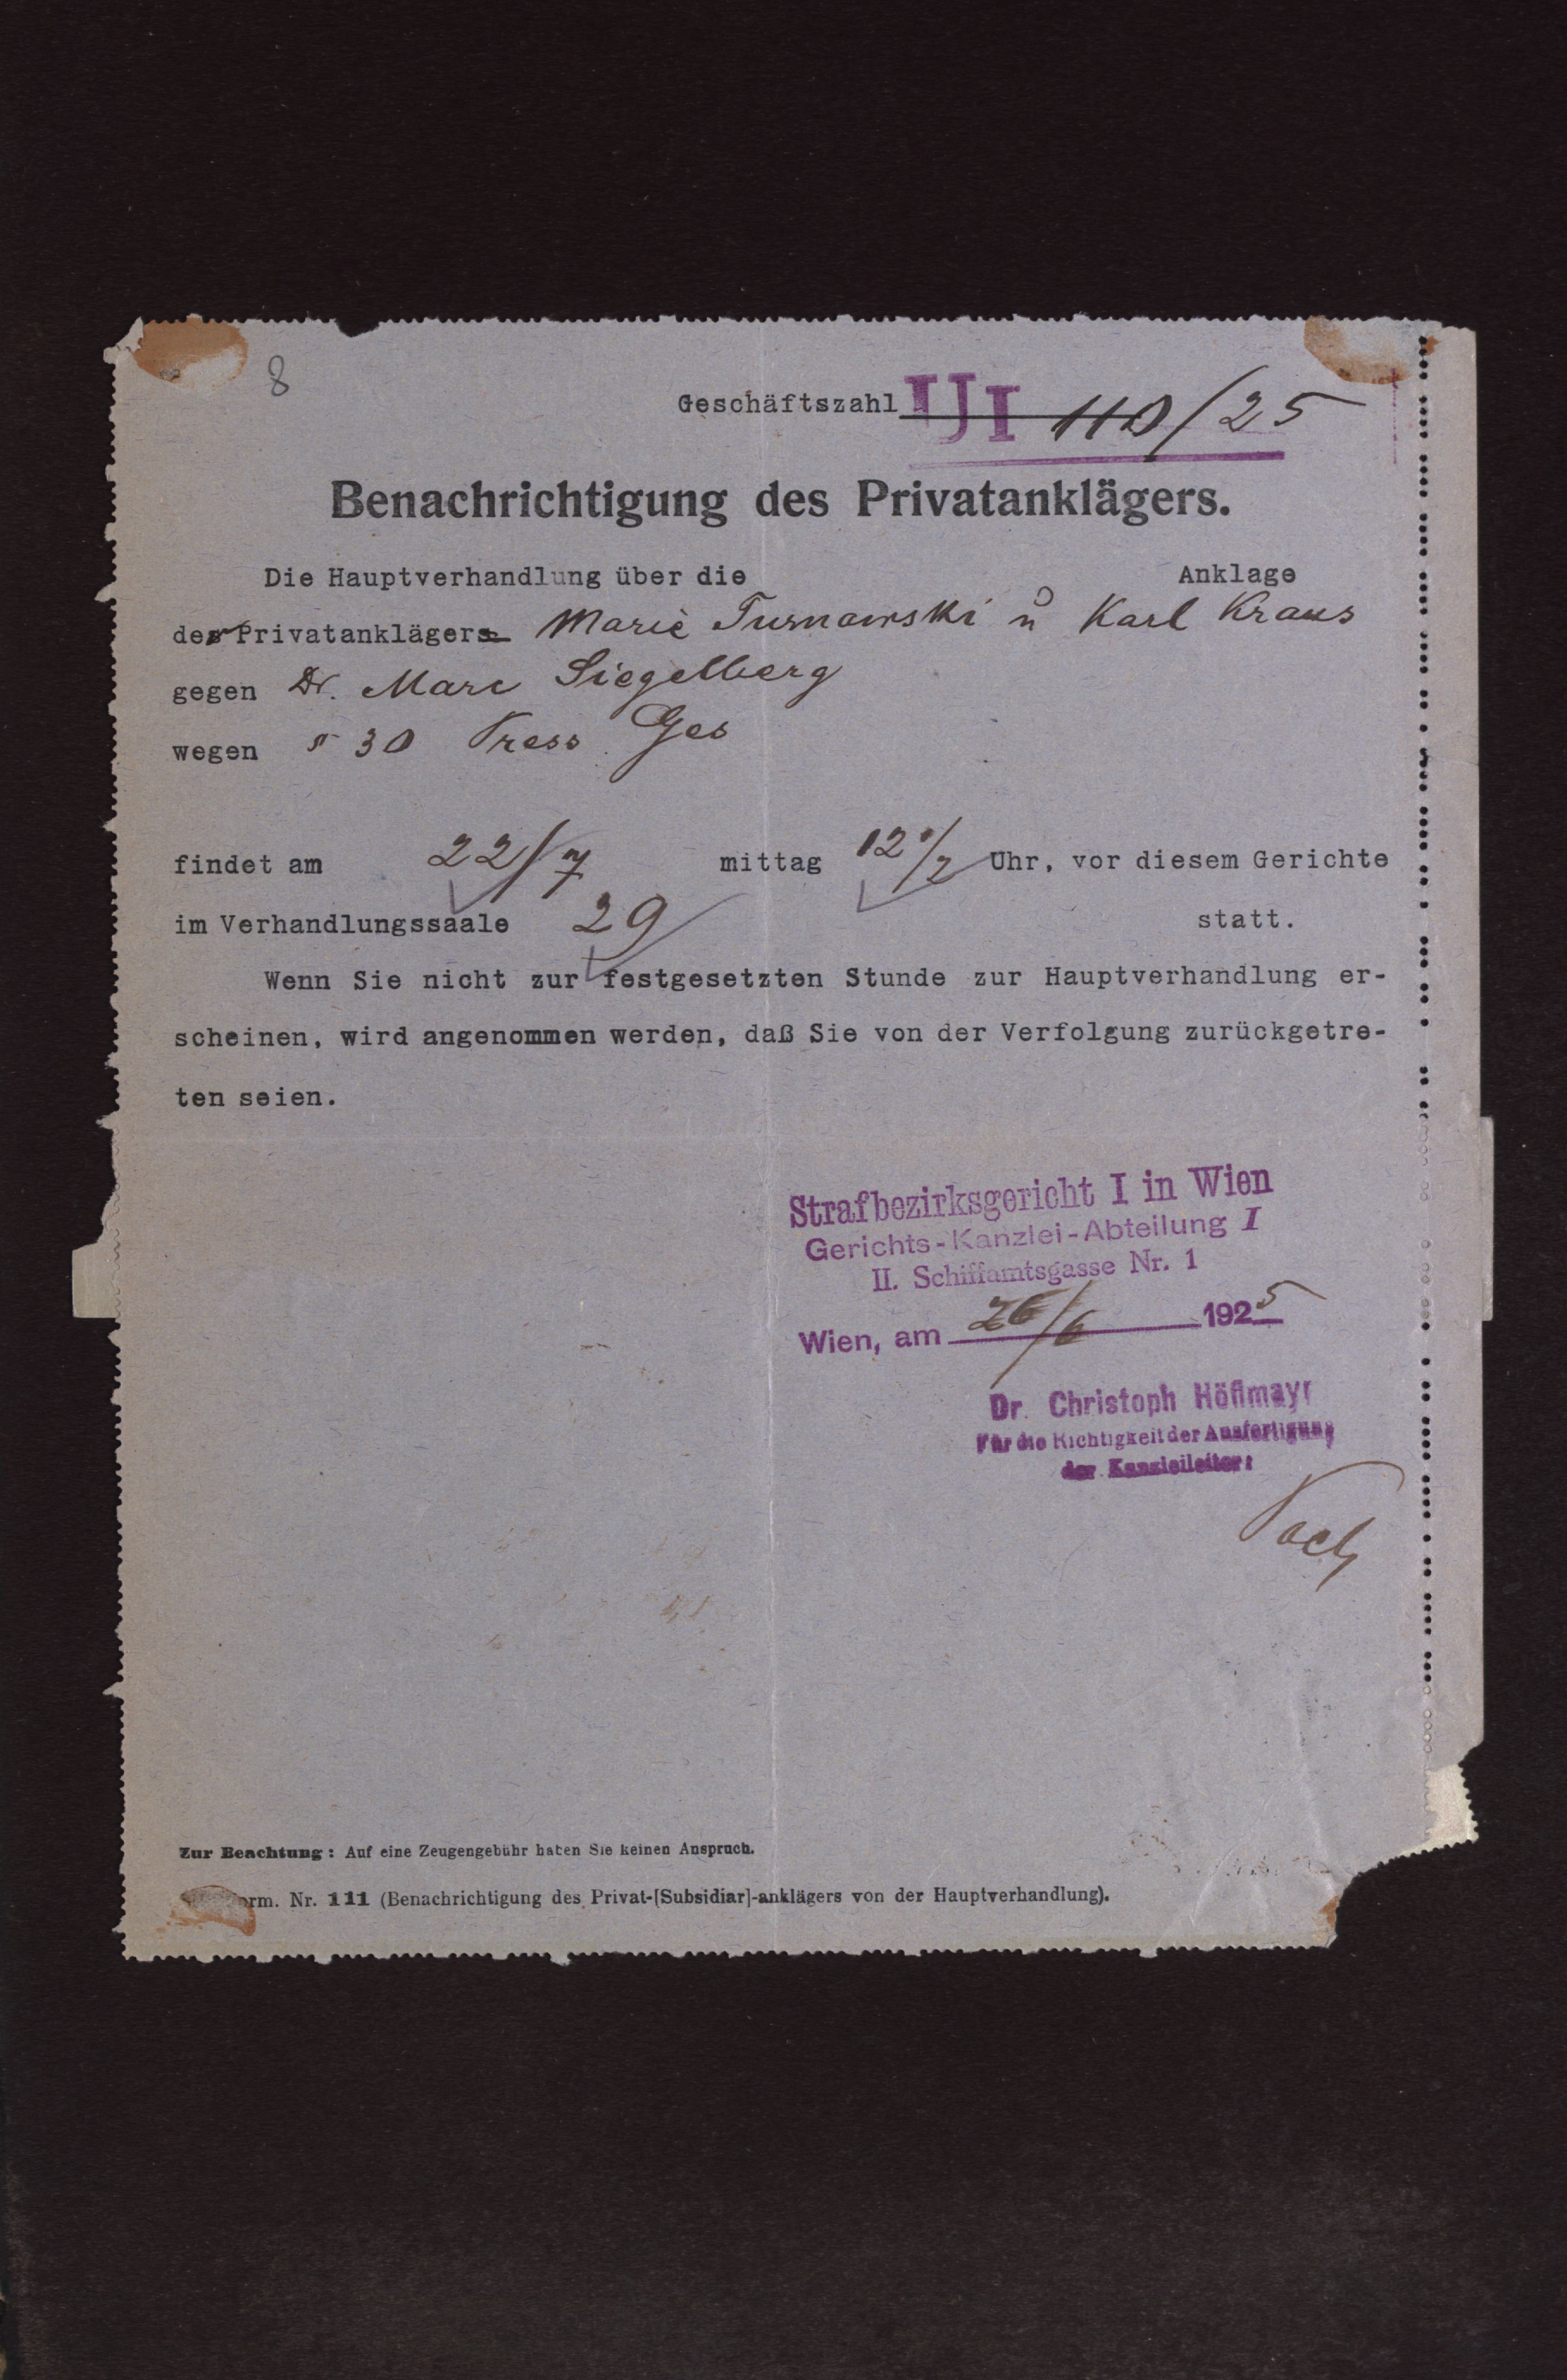 8
Geschäftszahl U I 110/25
Benachrichtigung des Privatanklägers.
Die Hauptverhandlung über die Anklage
der Privatankläger Marie Turnowski u Karl Kraus
gegen Dr. Marc Siegelberg
wegen § 30 Press Ges
findet am 22/7 mittag 12 1/2 Uhr, vor diesem Gerichte
im Verhandlungssaale 29 statt.
Wenn Sie nicht zur festgesetzten Stunde zur Hauptverhandlung er-
scheinen, wird angenommen werden, daß Sie von der Verfolgung zurückgetre-
ten seien.
Strafbezirksgericht I in Wien
Gerichts-Kanzlei-Abteilung I
II. Schiffamtsgasse Nr. 1
Wien, am 26/6 1925
Dr. Christoph Höflmayr
Für die Richtigkeit der Ausfertigung
der Kanzleileiter:
Zur Beachtung: Auf eine Zeugengebühr haben Sie keinen Anspruch.
orm. Nr. 111 (Benachrichtigung des Privat-[Subsidiar]-anklägers von der Hauptverhandlung).